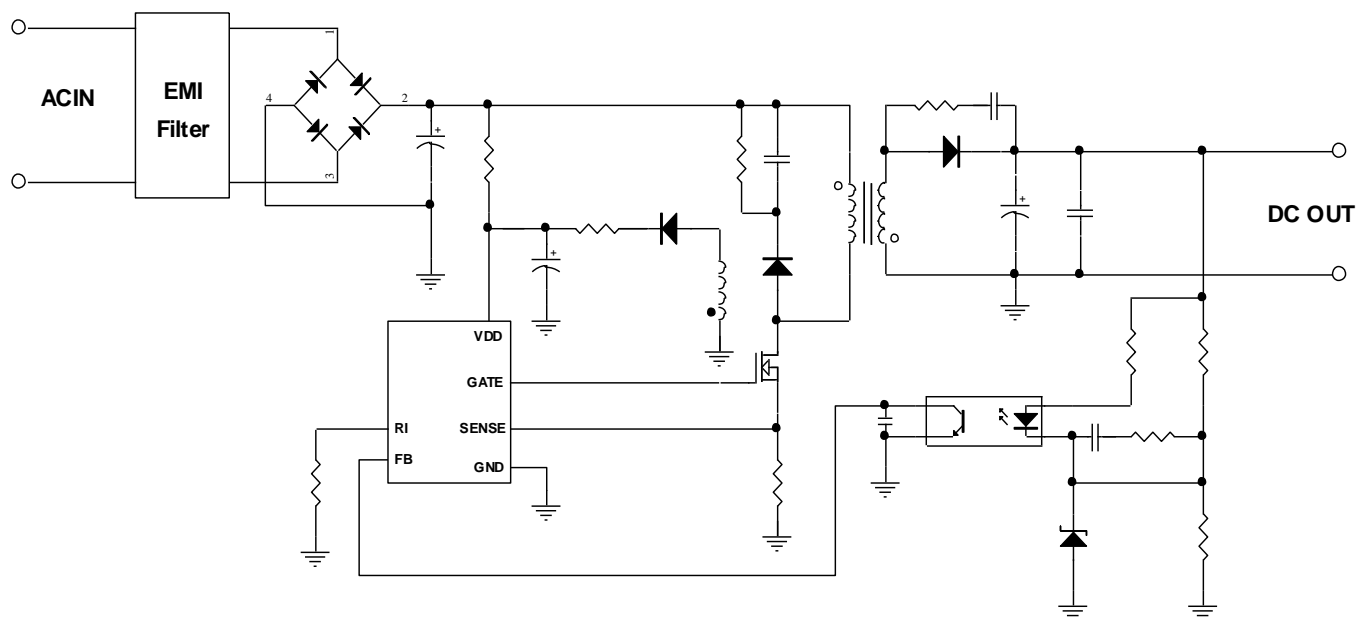 1
ACIN
EMI
Filter
4
2
3
DC OUT
VDD
GATE
RI
SENSE
FB
GND
+
+
+